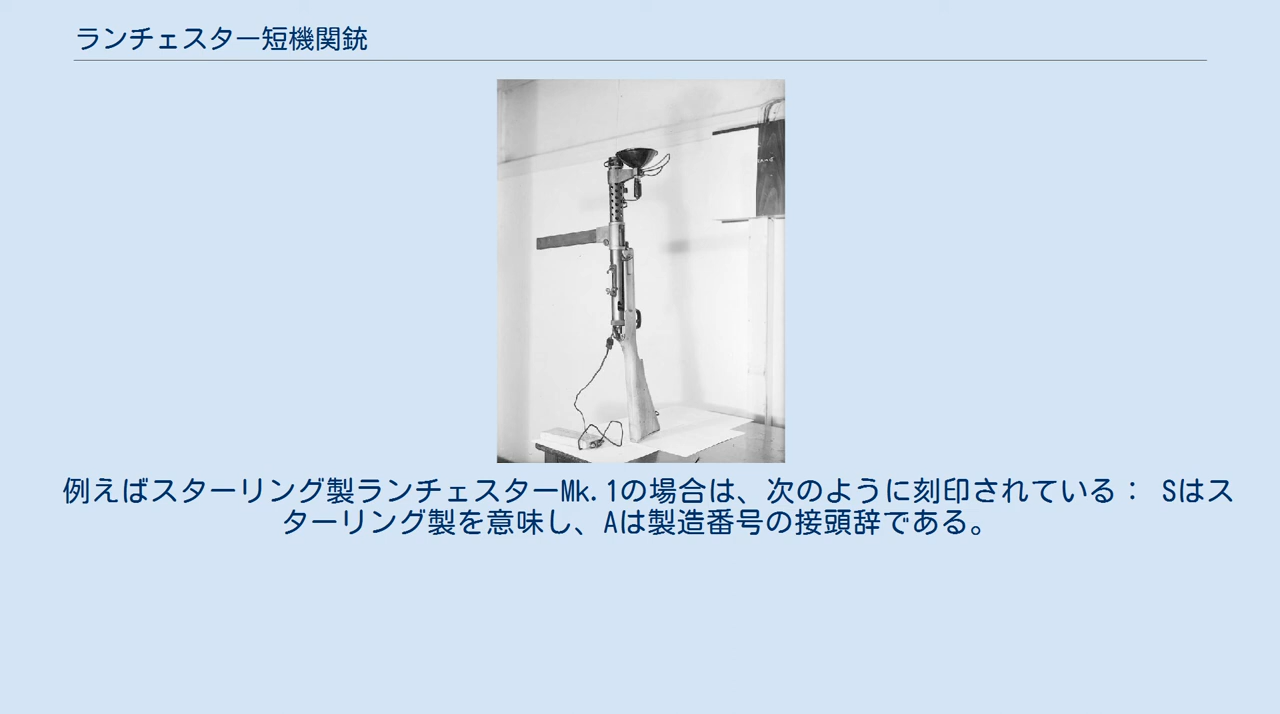 ランチェスター短機関銃
例えばスターリング製ランチェスターMk.1の場合は、次のように刻印されている： Sはス
ターリング製を意味し、Aは製造番号の接頭辞である。